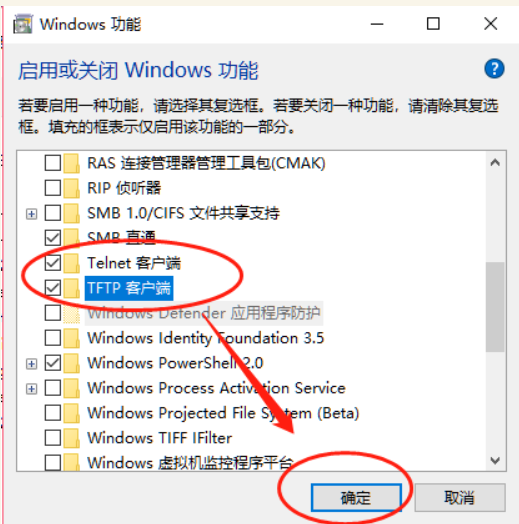 Windows 功能
启用或关闭 Windows 功能
若要启用一种功能，请选择其复选框。若要关闭一种功能，请清除其复选
框。填充的框表示仅启用该功能的一部分。
RAS 连接管理器管理工具包(CMAK)
RIP 侦听器
SMB 1.0/CIFS 文件共享支持
SMB 直通
Telnet 客户端
TFTP 客户端
Windows Defender 应用程序防护
Windows Identity Foundation 3.5
Windows PowerShell 2.0
Windows Process Activation Service
Windows Projected File System (Beta)
Windows TIFF IFilter
Windows 虚拟机监控程序平台
确定
取消